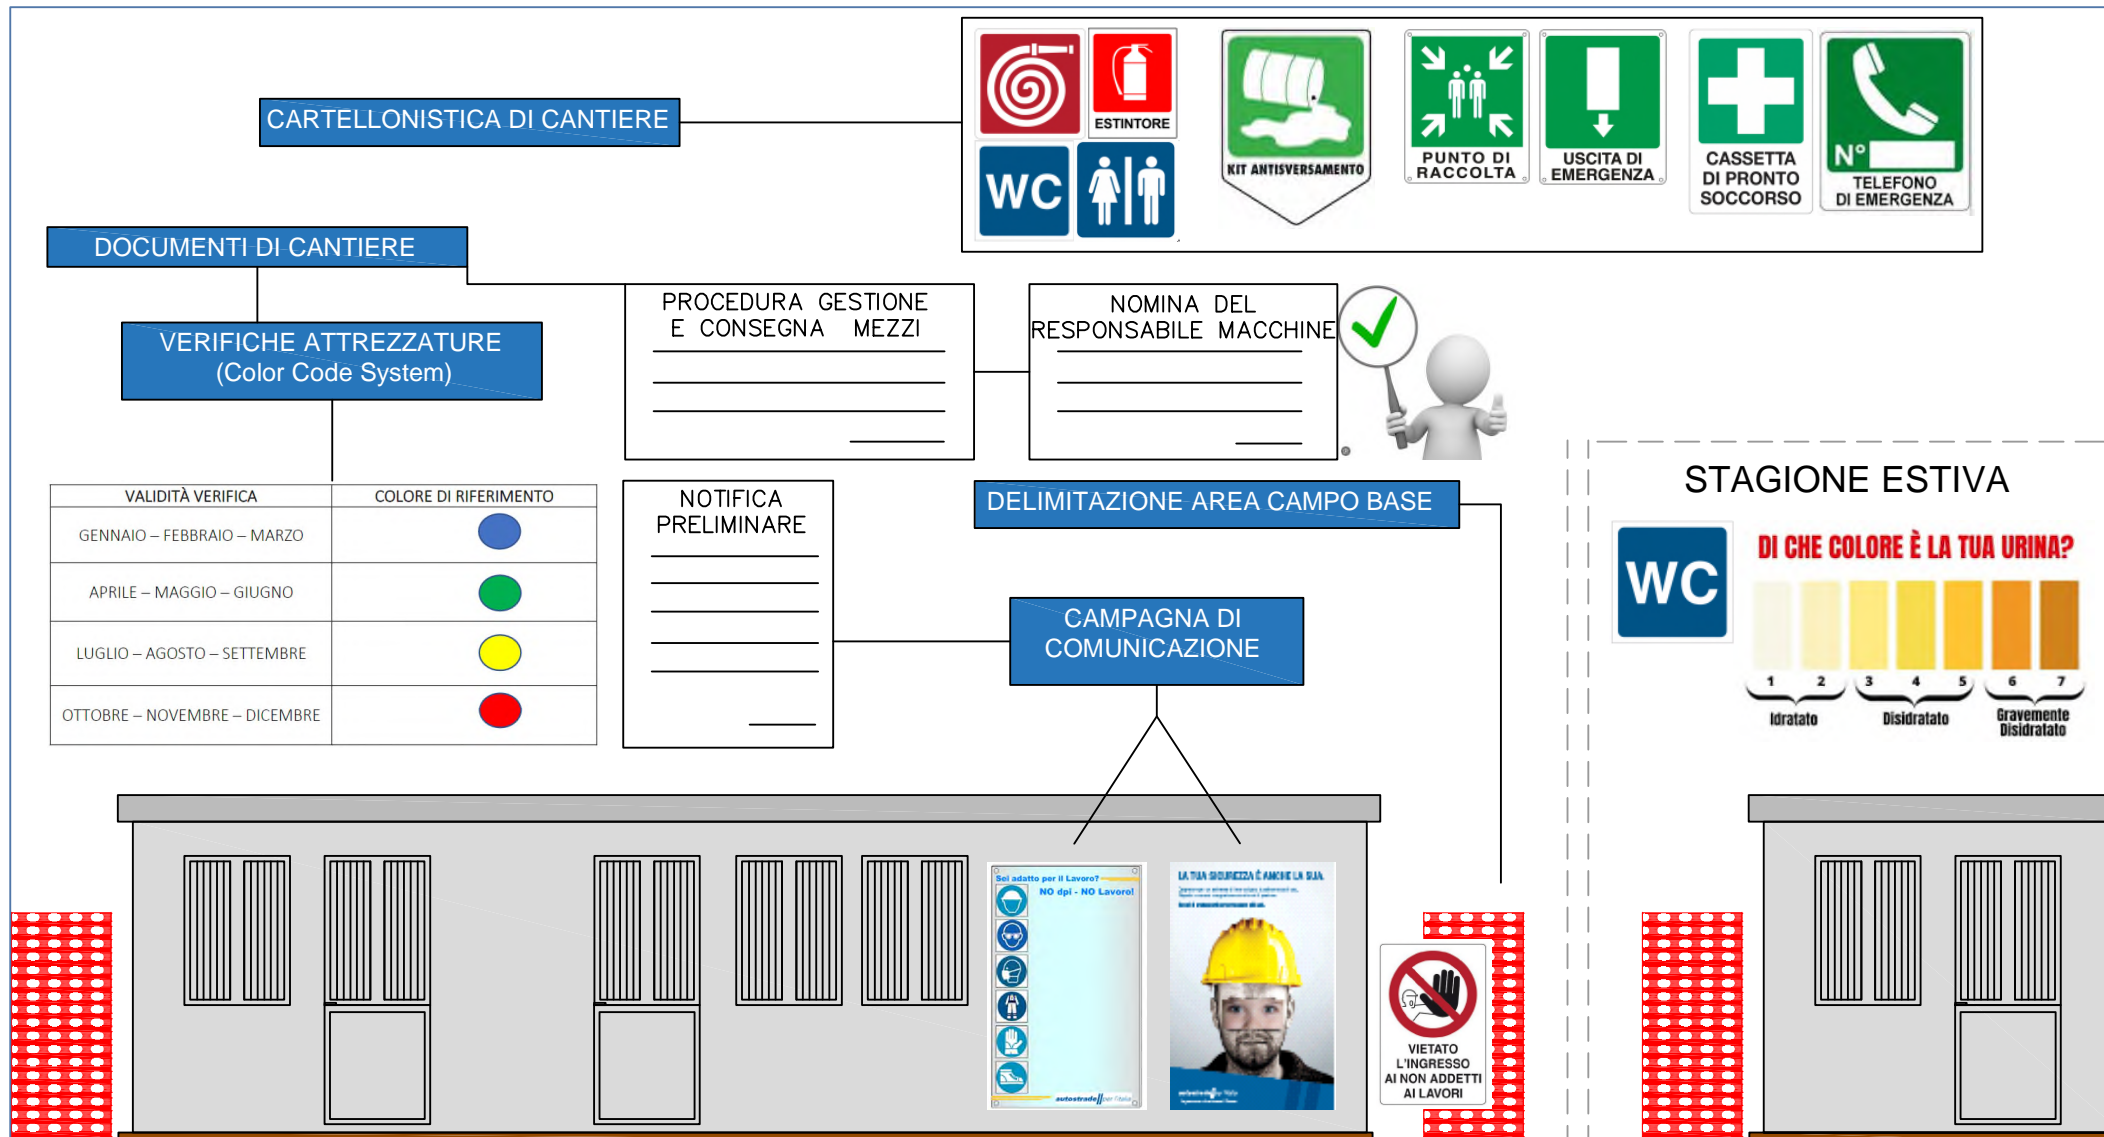 CARTELLONISTICA DI CANTIERE
ESTINTORE
WC
KIT ANTISVERSAMENTO
PUNTO DI
RACCOLTA
USCITA DI
EMERGENZA
CASSETTA
DI PRONTO
SOCCORSO
N°
TELEFONO
DI EMERGENZA
DOCUMENTI DI CANTIERE
VERIFICHE ATTREZZATURE
(Color Code System)
PROCEDURA GESTIONE
E CONSEGNA MEZZI
NOMINA DEL
RESPONSABILE MACCHINE
VALIDITÀ VERIFICA COLORE DI RIFERIMENTO
GENNAIO – FEBBRAIO – MARZO
APRILE – MAGGIO – GIUGNO
LUGLIO – AGOSTO – SETTEMBRE
OTTOBRE – NOVEMBRE – DICEMBRE
NOTIFICA
PRELIMINARE
DELIMITAZIONE AREA CAMPO BASE
CAMPAGNA DI
COMUNICAZIONE
STAGIONE ESTIVA
WC
DI CHE COLORE È LA TUA URINA?
1 2 3 4 5 6 7
Idratato
Disidratato
Gravemente
Disidratato
Sei adatto per il Lavoro?
NO dpi - NO Lavoro!
autostrade per l'italia
LA TUA SICUREZZA È ANCHE LA SUA.
VIETATO
L'INGRESSO
AI NON ADDETTI
AI LAVORI